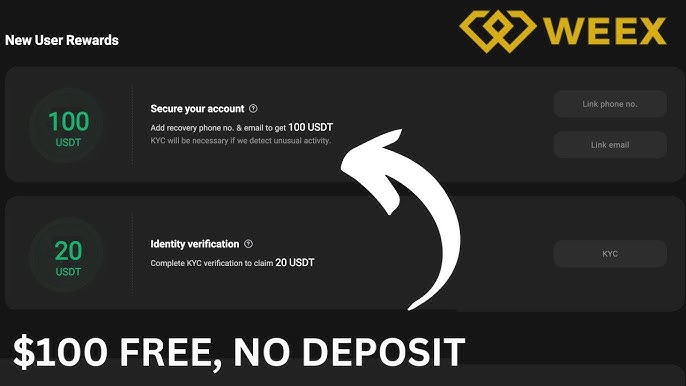 WEEX
New User Rewards
100
USDT
Secure your account ?
Add recovery phone no. & email to get 100 USDT
KYC will be necessary if we detect unusual activity.
Link phone no.
Link email
20
USDT
Identity verification ?
Complete KYC verification to claim 20 USDT
KYC
$100 FREE, NO DEPOSIT